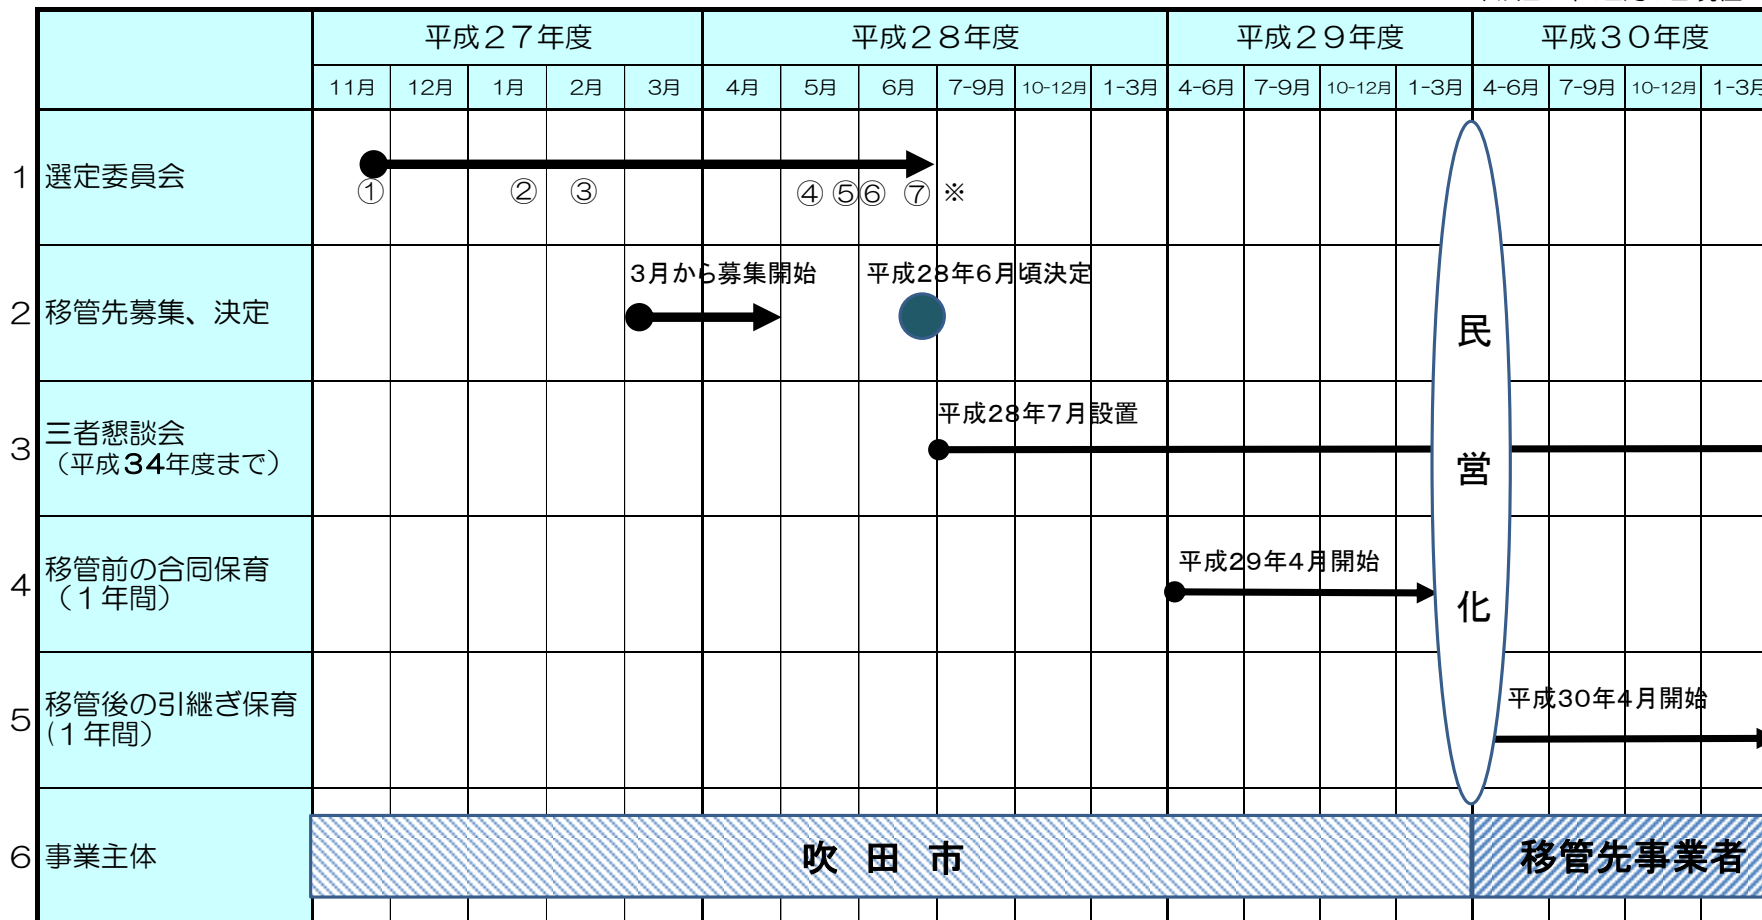 平成２７年度 平成２８年度 平成２９年度 平成３０年度
11月 12月 1月 2月 3月 4月 5月 6月 7-9月 10-12月 1-3月 4-6月 7-9月 10-12月 1-3月 4-6月 7-9月 10-12月 1-3月
1 選定委員会
① ② ③ ④ ⑤ ⑥ ⑦ ※
2 移管先募集、決定
3月から募集開始 平成28年6月頃決定
3 三者懇談会
（平成34年度まで）
平成28年7月設置
4 移管前の合同保育
（１年間）
平成29年4月開始
5 移管後の引継ぎ保育
(１年間）
平成30年4月開始
民
営
化
6 事業主体
吹 田 市 移管先事業者